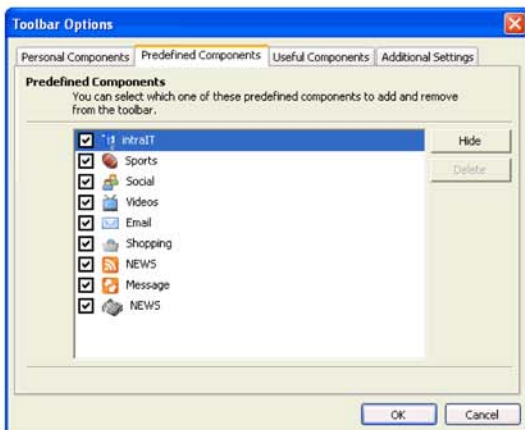 Toolbar Options
Personal Components
Predefined Components
Useful Components
Additional Settings
Predefined Components
You can select which one of these predefined components to add and remove
from the toolbar.
intraIT
Hide
Sports
Delete
Social
Videos
Email
Shopping
NEWS
Message
NEWS
OK
Cancel